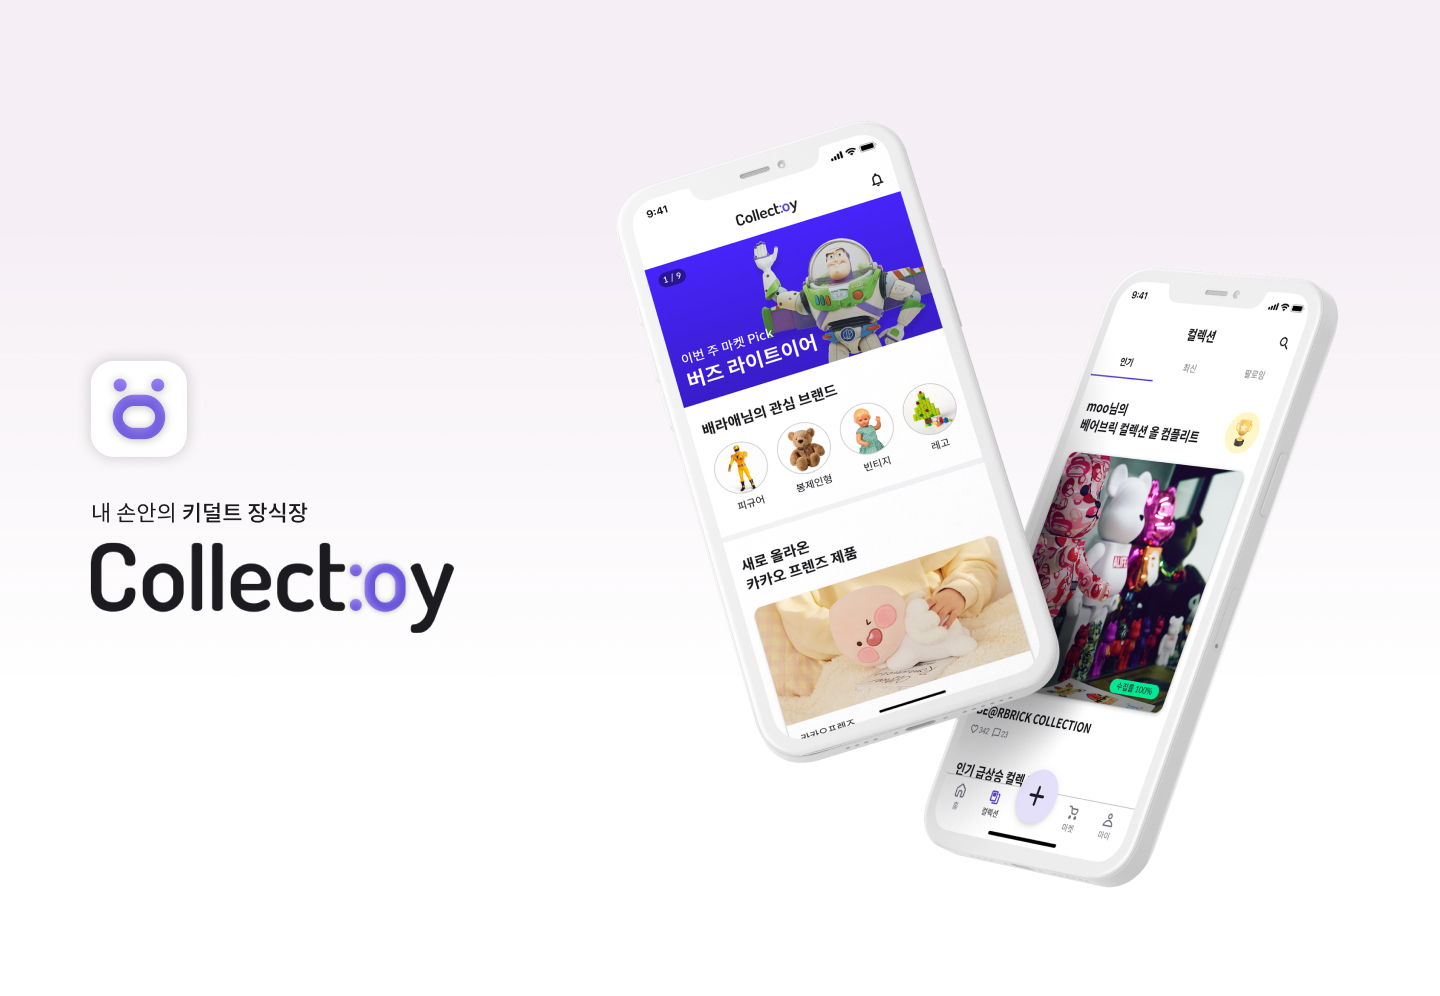 내 손안의 키덜트 장식장
Collect:oy
9:41
Collect:oy
1 / 9
이번 주 마켓 Pick
버즈 라이트이어
배라애님의 관심 브랜드
피규어
봉제인형
빈티지
레고
새로 올라온
카카오 프렌즈 제품
카카오프렌즈
9:41
컬렉션
인기
최신
팔로잉
moo님의
베어브릭 컬렉션 올 컴플리트
수집률 100%
BE@RBRICK COLLECTION
342
23
인기 급상승 컬렉
홈
컬렉션
마켓
마이